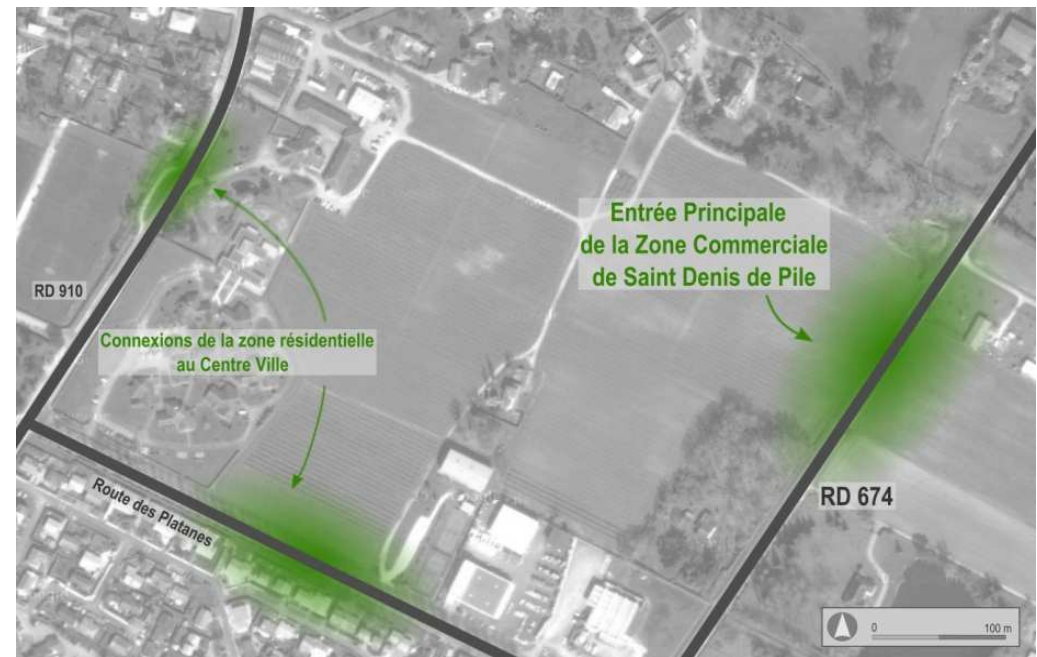 Entrée Principale
de la Zone Commerciale
de Saint Denis de Pile
RD 910
Connexions de la zone résidentielle
au Centre Ville
Route des Platanes
RD 674
0 100 m